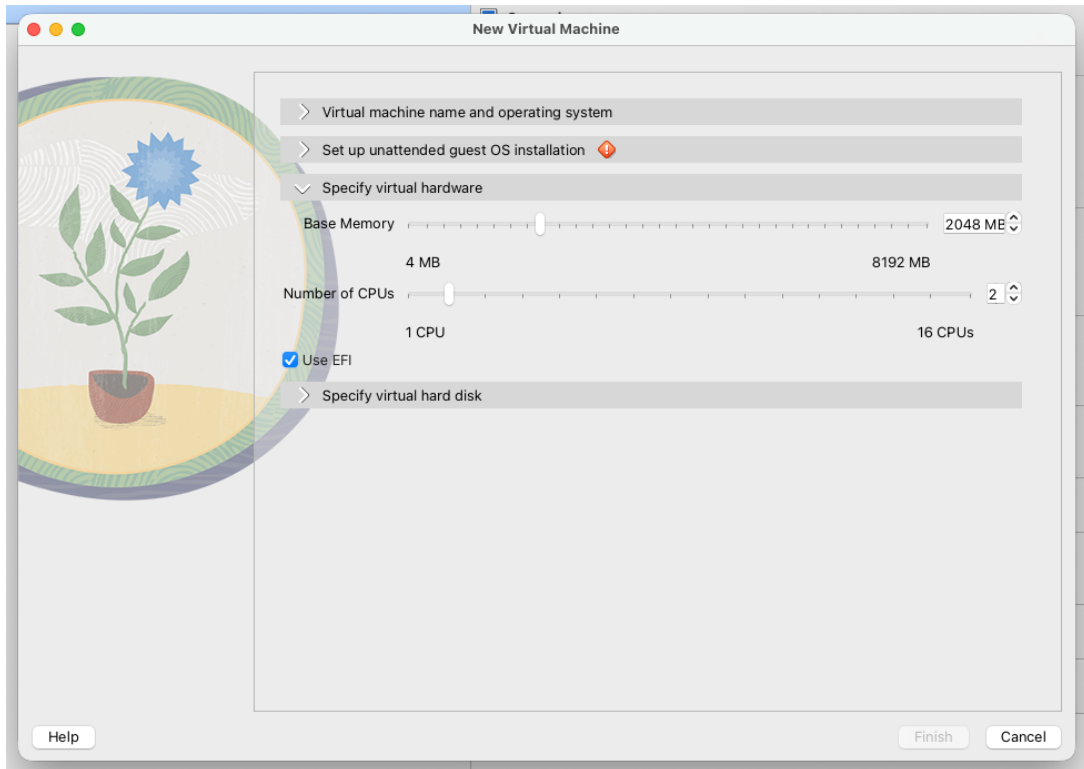 New Virtual Machine
Virtual machine name and operating system
Set up unattended guest OS installation
Specify virtual hardware
Base Memory 2048 MB
4 MB 8192 MB
Number of CPUs 2
1 CPU 16 CPUs
Use EFI
Specify virtual hard disk
Help Finish Cancel